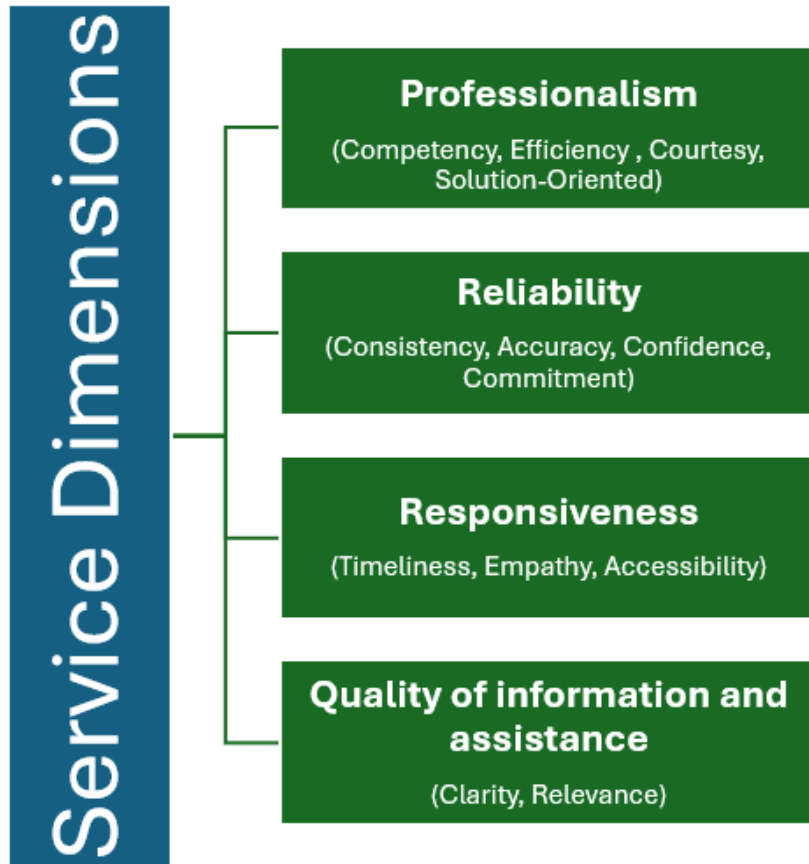 Service Dimensions
Professionalism
(Competency, Efficiency , Courtesy,
Solution-Oriented)
Reliability
(Consistency, Accuracy, Confidence,
Commitment)
Responsiveness
(Timeliness, Empathy, Accessibility)
Quality of information and
assistance
(Clarity, Relevance)